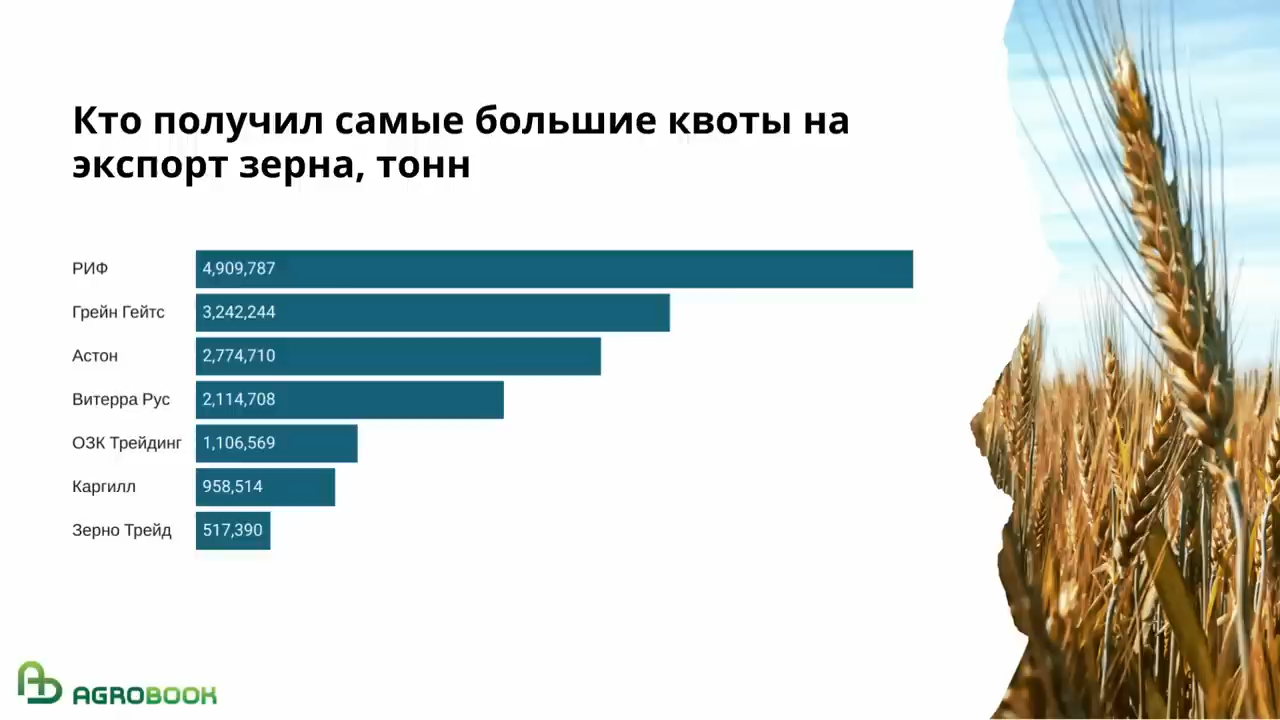 Кто получил самые большие квоты на
экспорт зерна, тонн
РИФ 4,909,787
Грейн Гейтс 3,242,244
Астон 2,774,710
Витерра Рус 2,114,708
ОЗК Трейдинг 1,106,569
Каргилл 958,514
Зерно Трейд 517,390
AGROBOOK